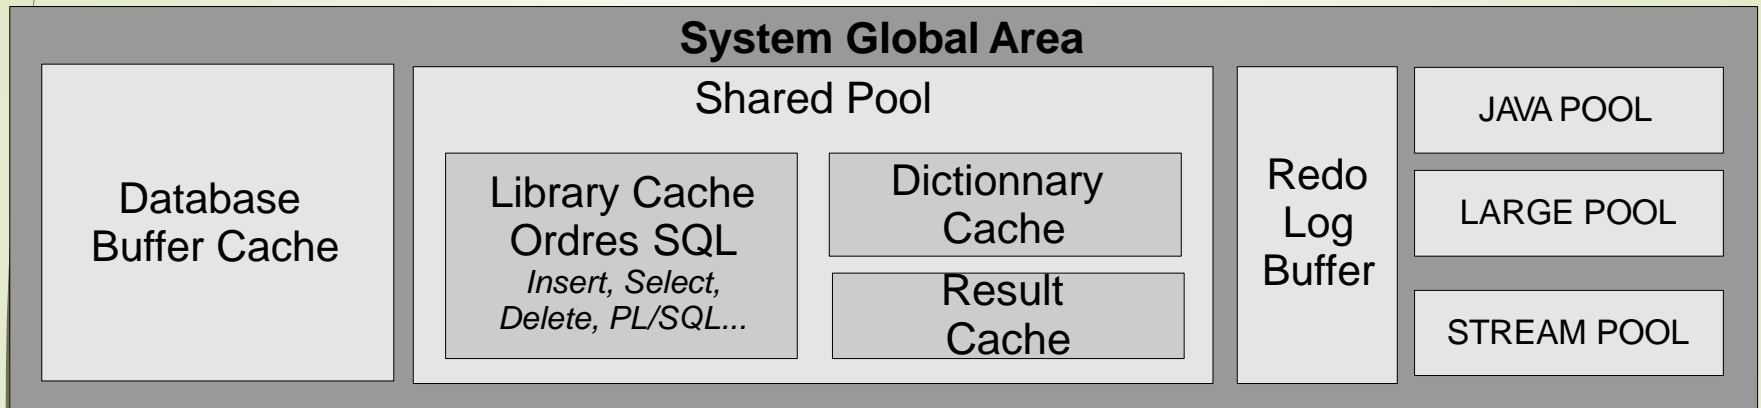 System Global Area
Database
Buffer Cache
Shared Pool
Library Cache
Ordres SQL
Insert, Select,
Delete, PL/SQL...
Dictionnary
Cache
Result
Cache
Redo
Log
Buffer
JAVA POOL
LARGE POOL
STREAM POOL